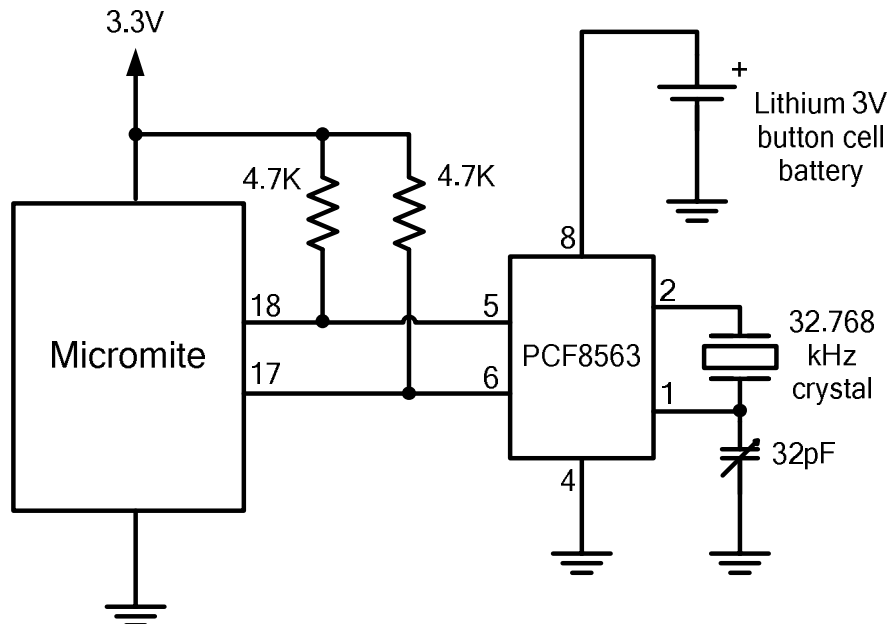 3.3V
+
Lithium 3V
button cell
battery
4.7K
4.7K
8
18
5
2
32.768
kHz
crystal
Micromite
PCF8563
17
6
1
32pF
4